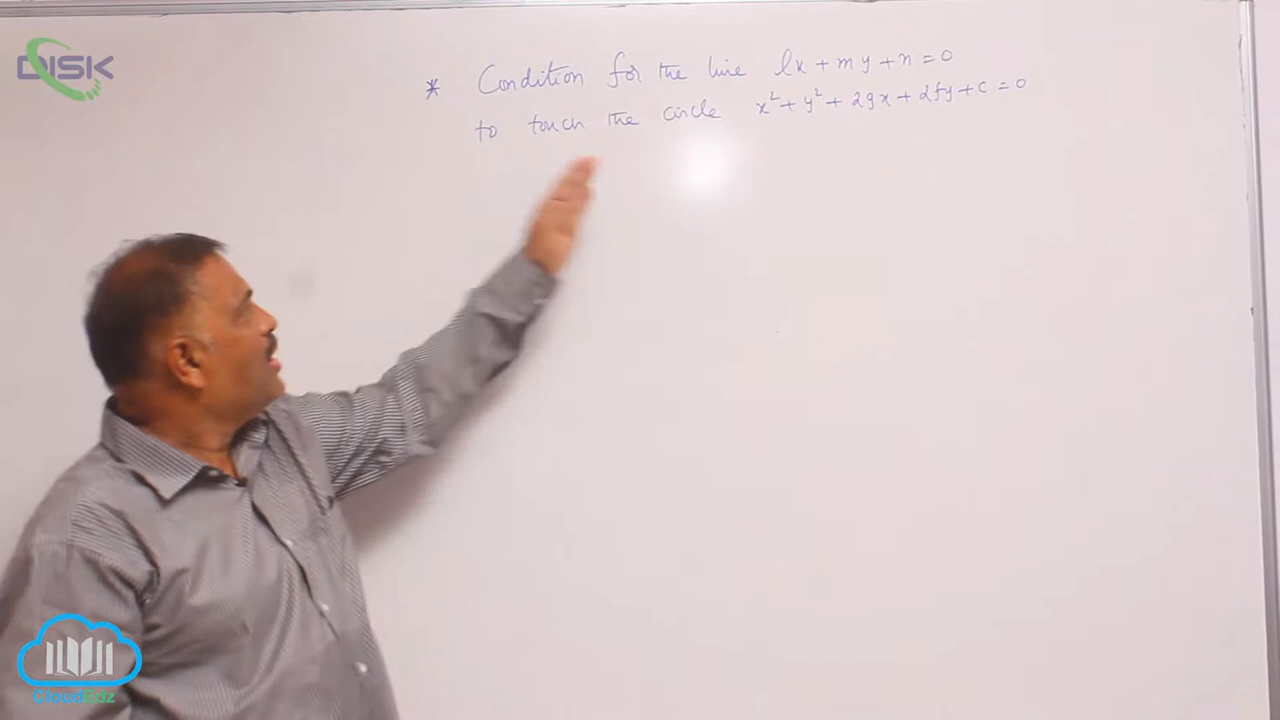 DISK
* Condition for the line lx + my + n = 0
to touch the circle x² + y² + 2gx + 2fy + c = 0
CloudEdz